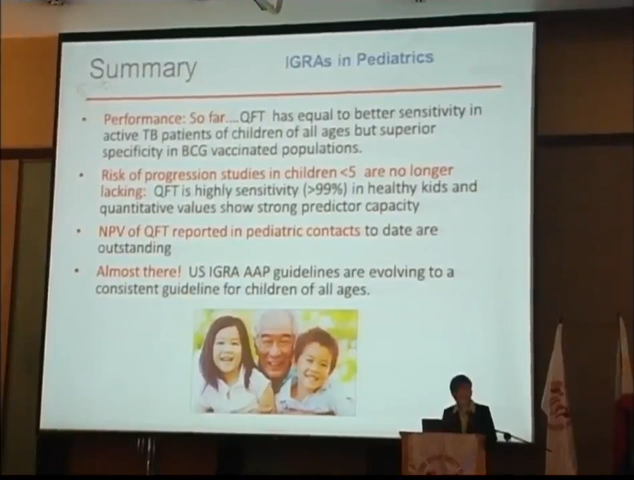 Summary
IGRAs in Pediatrics
• Performance: So far....QFT has equal to better sensitivity in
active TB patients of children of all ages but superior
specificity in BCG vaccinated populations.
• Risk of progression studies in children <5 are no longer
lacking: QFT is highly sensitivity (>99%) in healthy kids and
quantitative values show strong predictor capacity
• NPV of QFT reported in pediatric contacts to date are
outstanding
• Almost there! US IGRA AAP guidelines are evolving to a
consistent guideline for children of all ages.